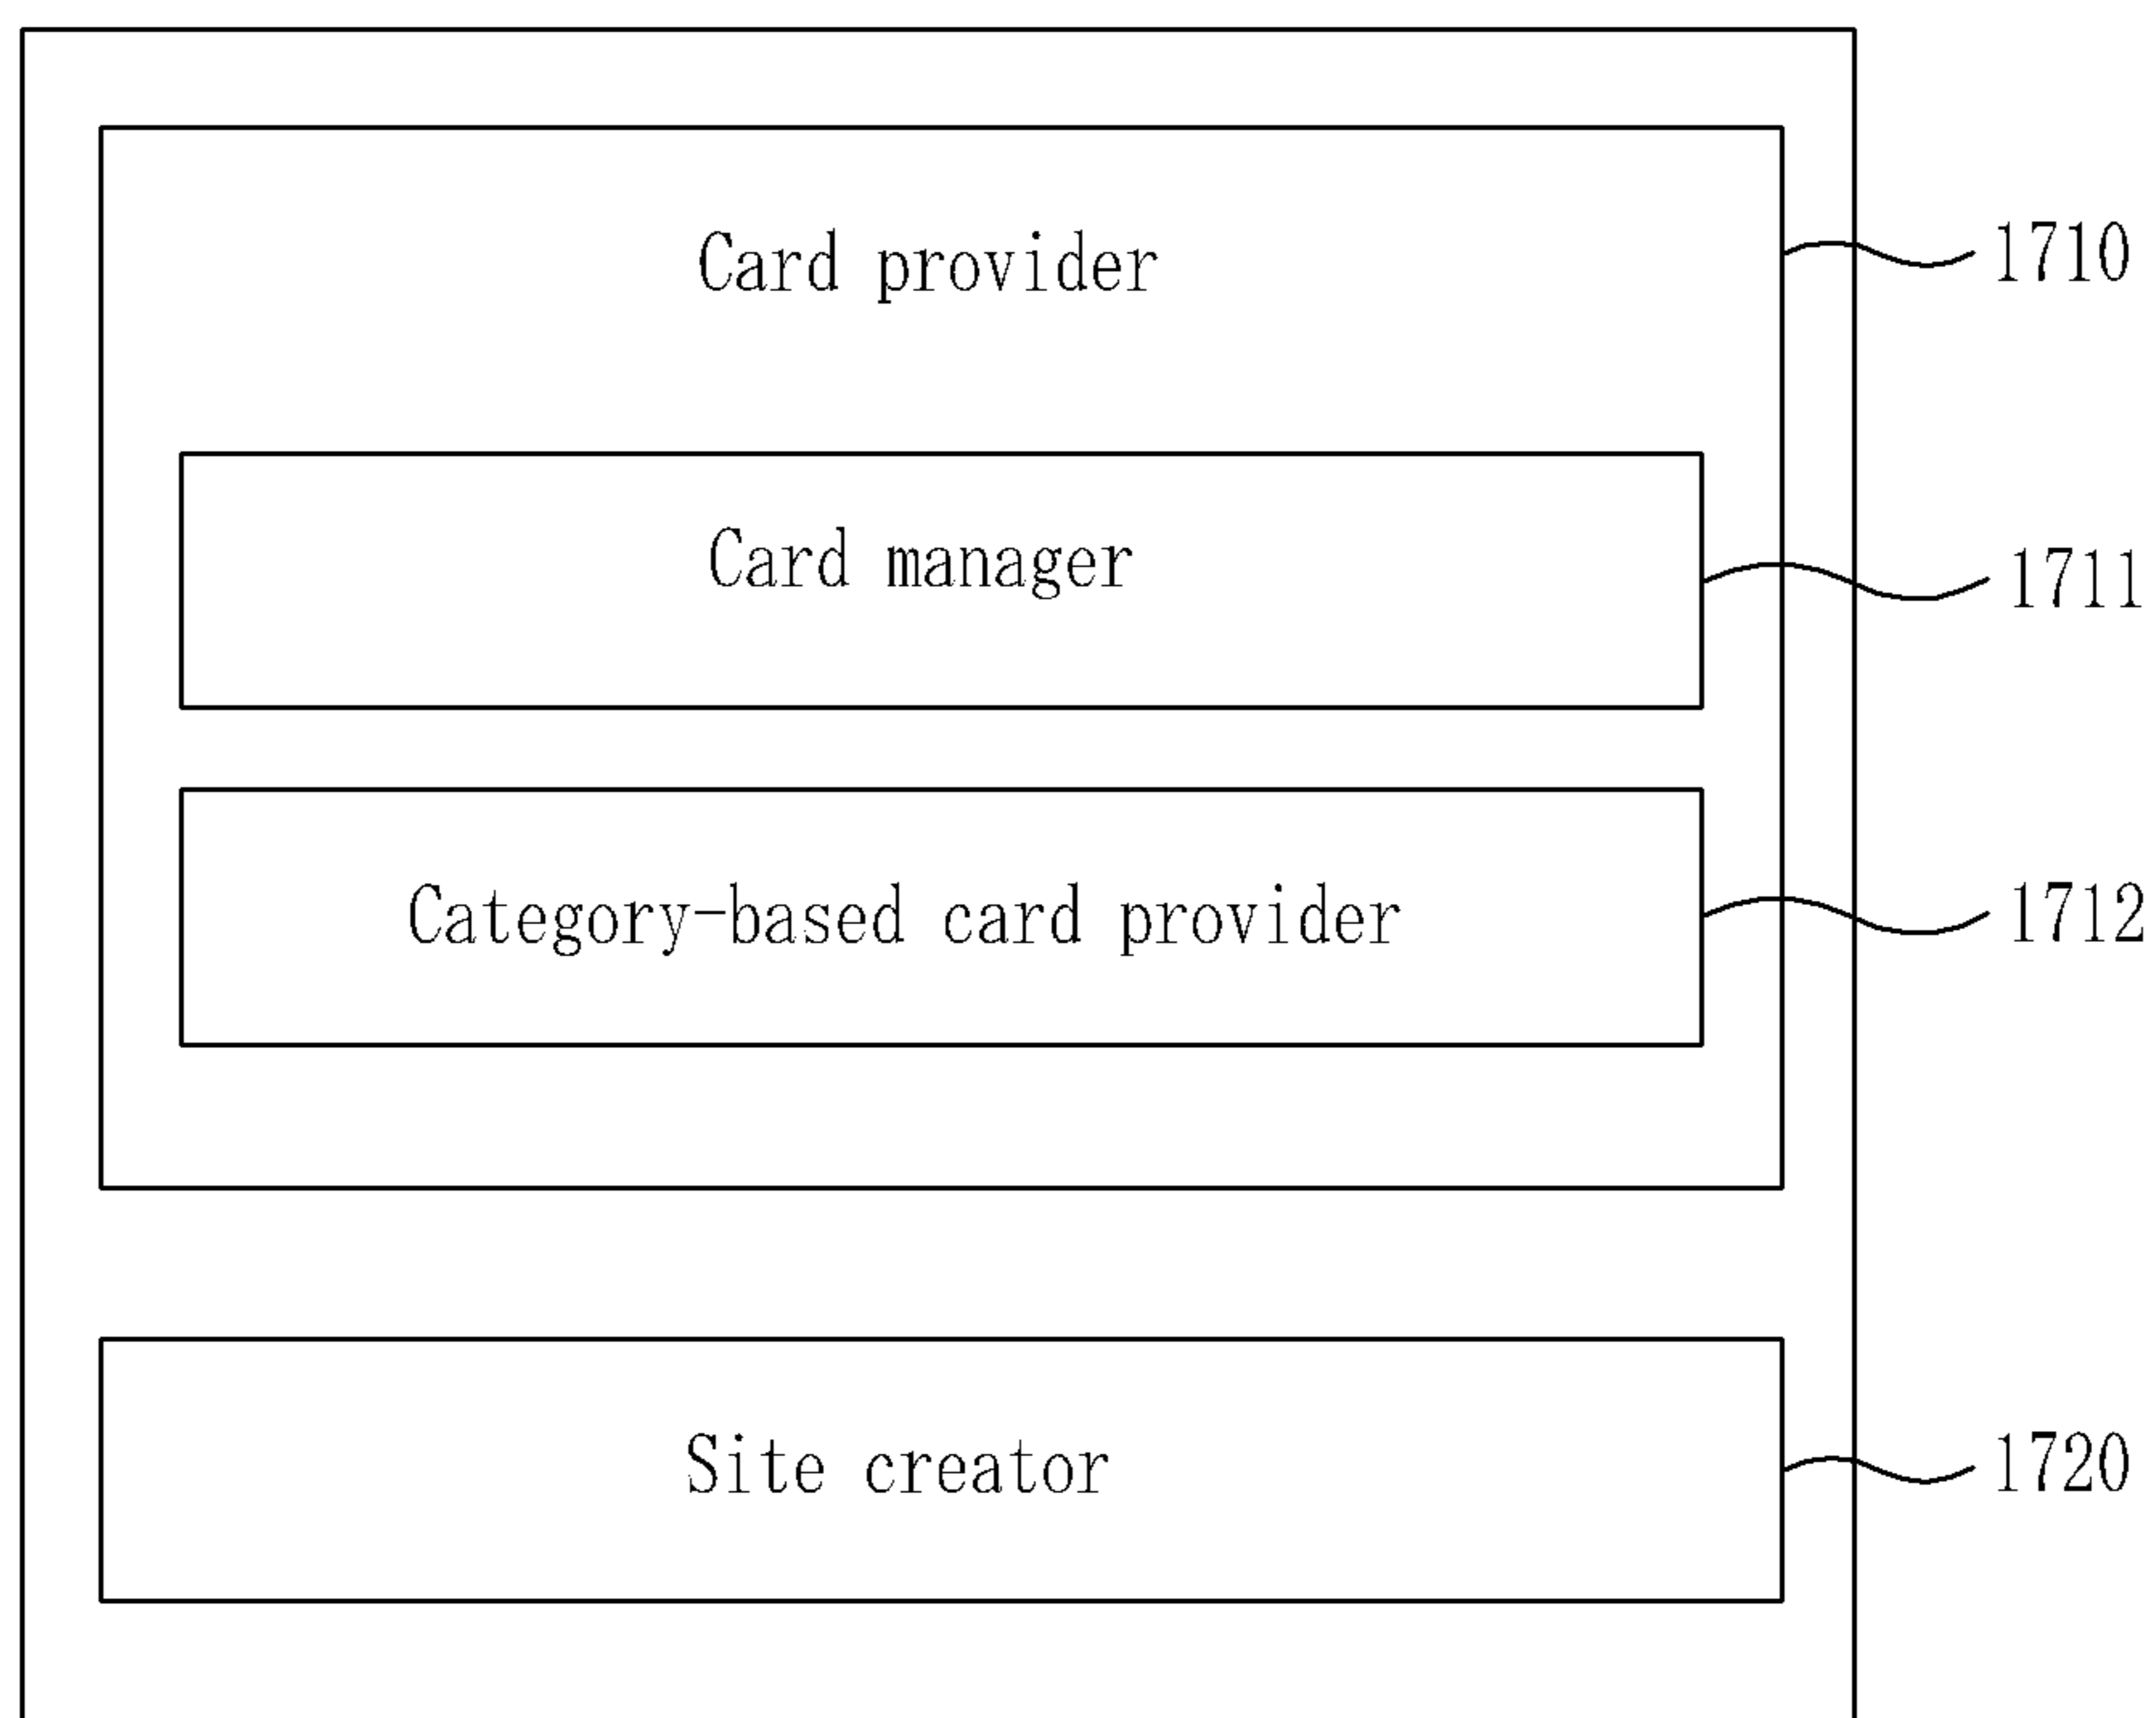 Card provider
1710
Card manager
1711
Category-based card provider
1712
Site creator
1720